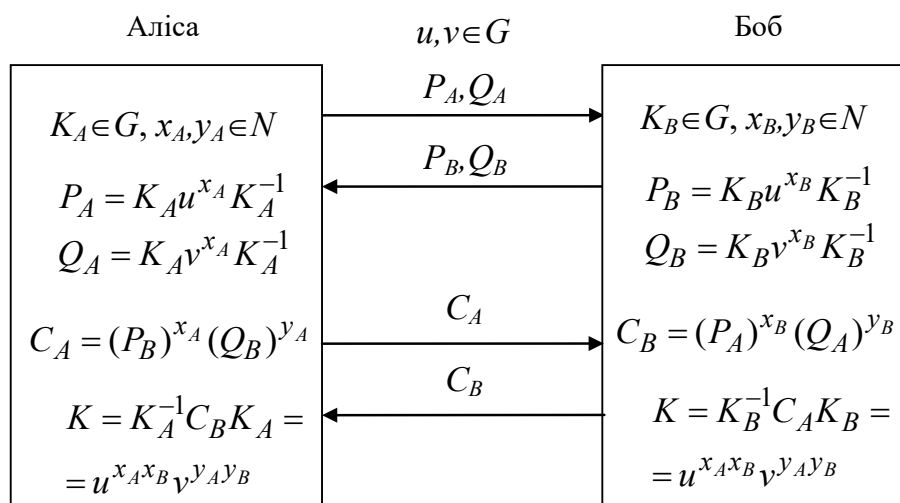 Аліса
u,v∈G
Боб
P_A,Q_A
K_A∈G, x_A,y_A∈N
K_B∈G, x_B,y_B∈N
P_B,Q_B
P_A = K_A u^{x_A} K_A^{-1}
P_B = K_B u^{x_B} K_B^{-1}
Q_A = K_A v^{x_A} K_A^{-1}
Q_B = K_B v^{x_B} K_B^{-1}
C_A
C_A = (P_B)^{x_A} (Q_B)^{y_A}
C_B = (P_A)^{x_B} (Q_A)^{y_B}
C_B
K = K_A^{-1} C_B K_A =
K = K_B^{-1} C_A K_B =
= u^{x_A x_B} v^{y_A y_B}
= u^{x_A x_B} v^{y_A y_B}